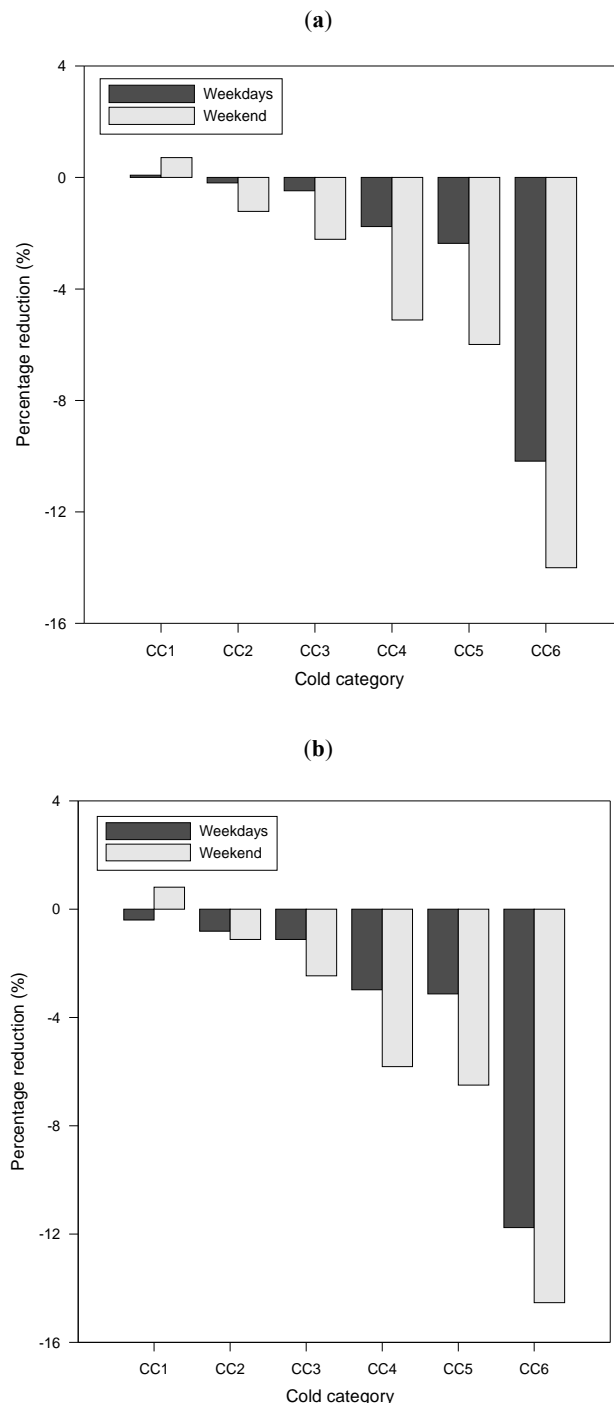 (a)
4
Weekdays
Weekend
0
-4
-8
-12
-16
Percentage reduction (%)
CC1 CC2 CC3 CC4 CC5 CC6
Cold category
(b)
4
Weekdays
Weekend
0
-4
-8
-12
-16
Percentage reduction (%)
CC1 CC2 CC3 CC4 CC5 CC6
Cold category